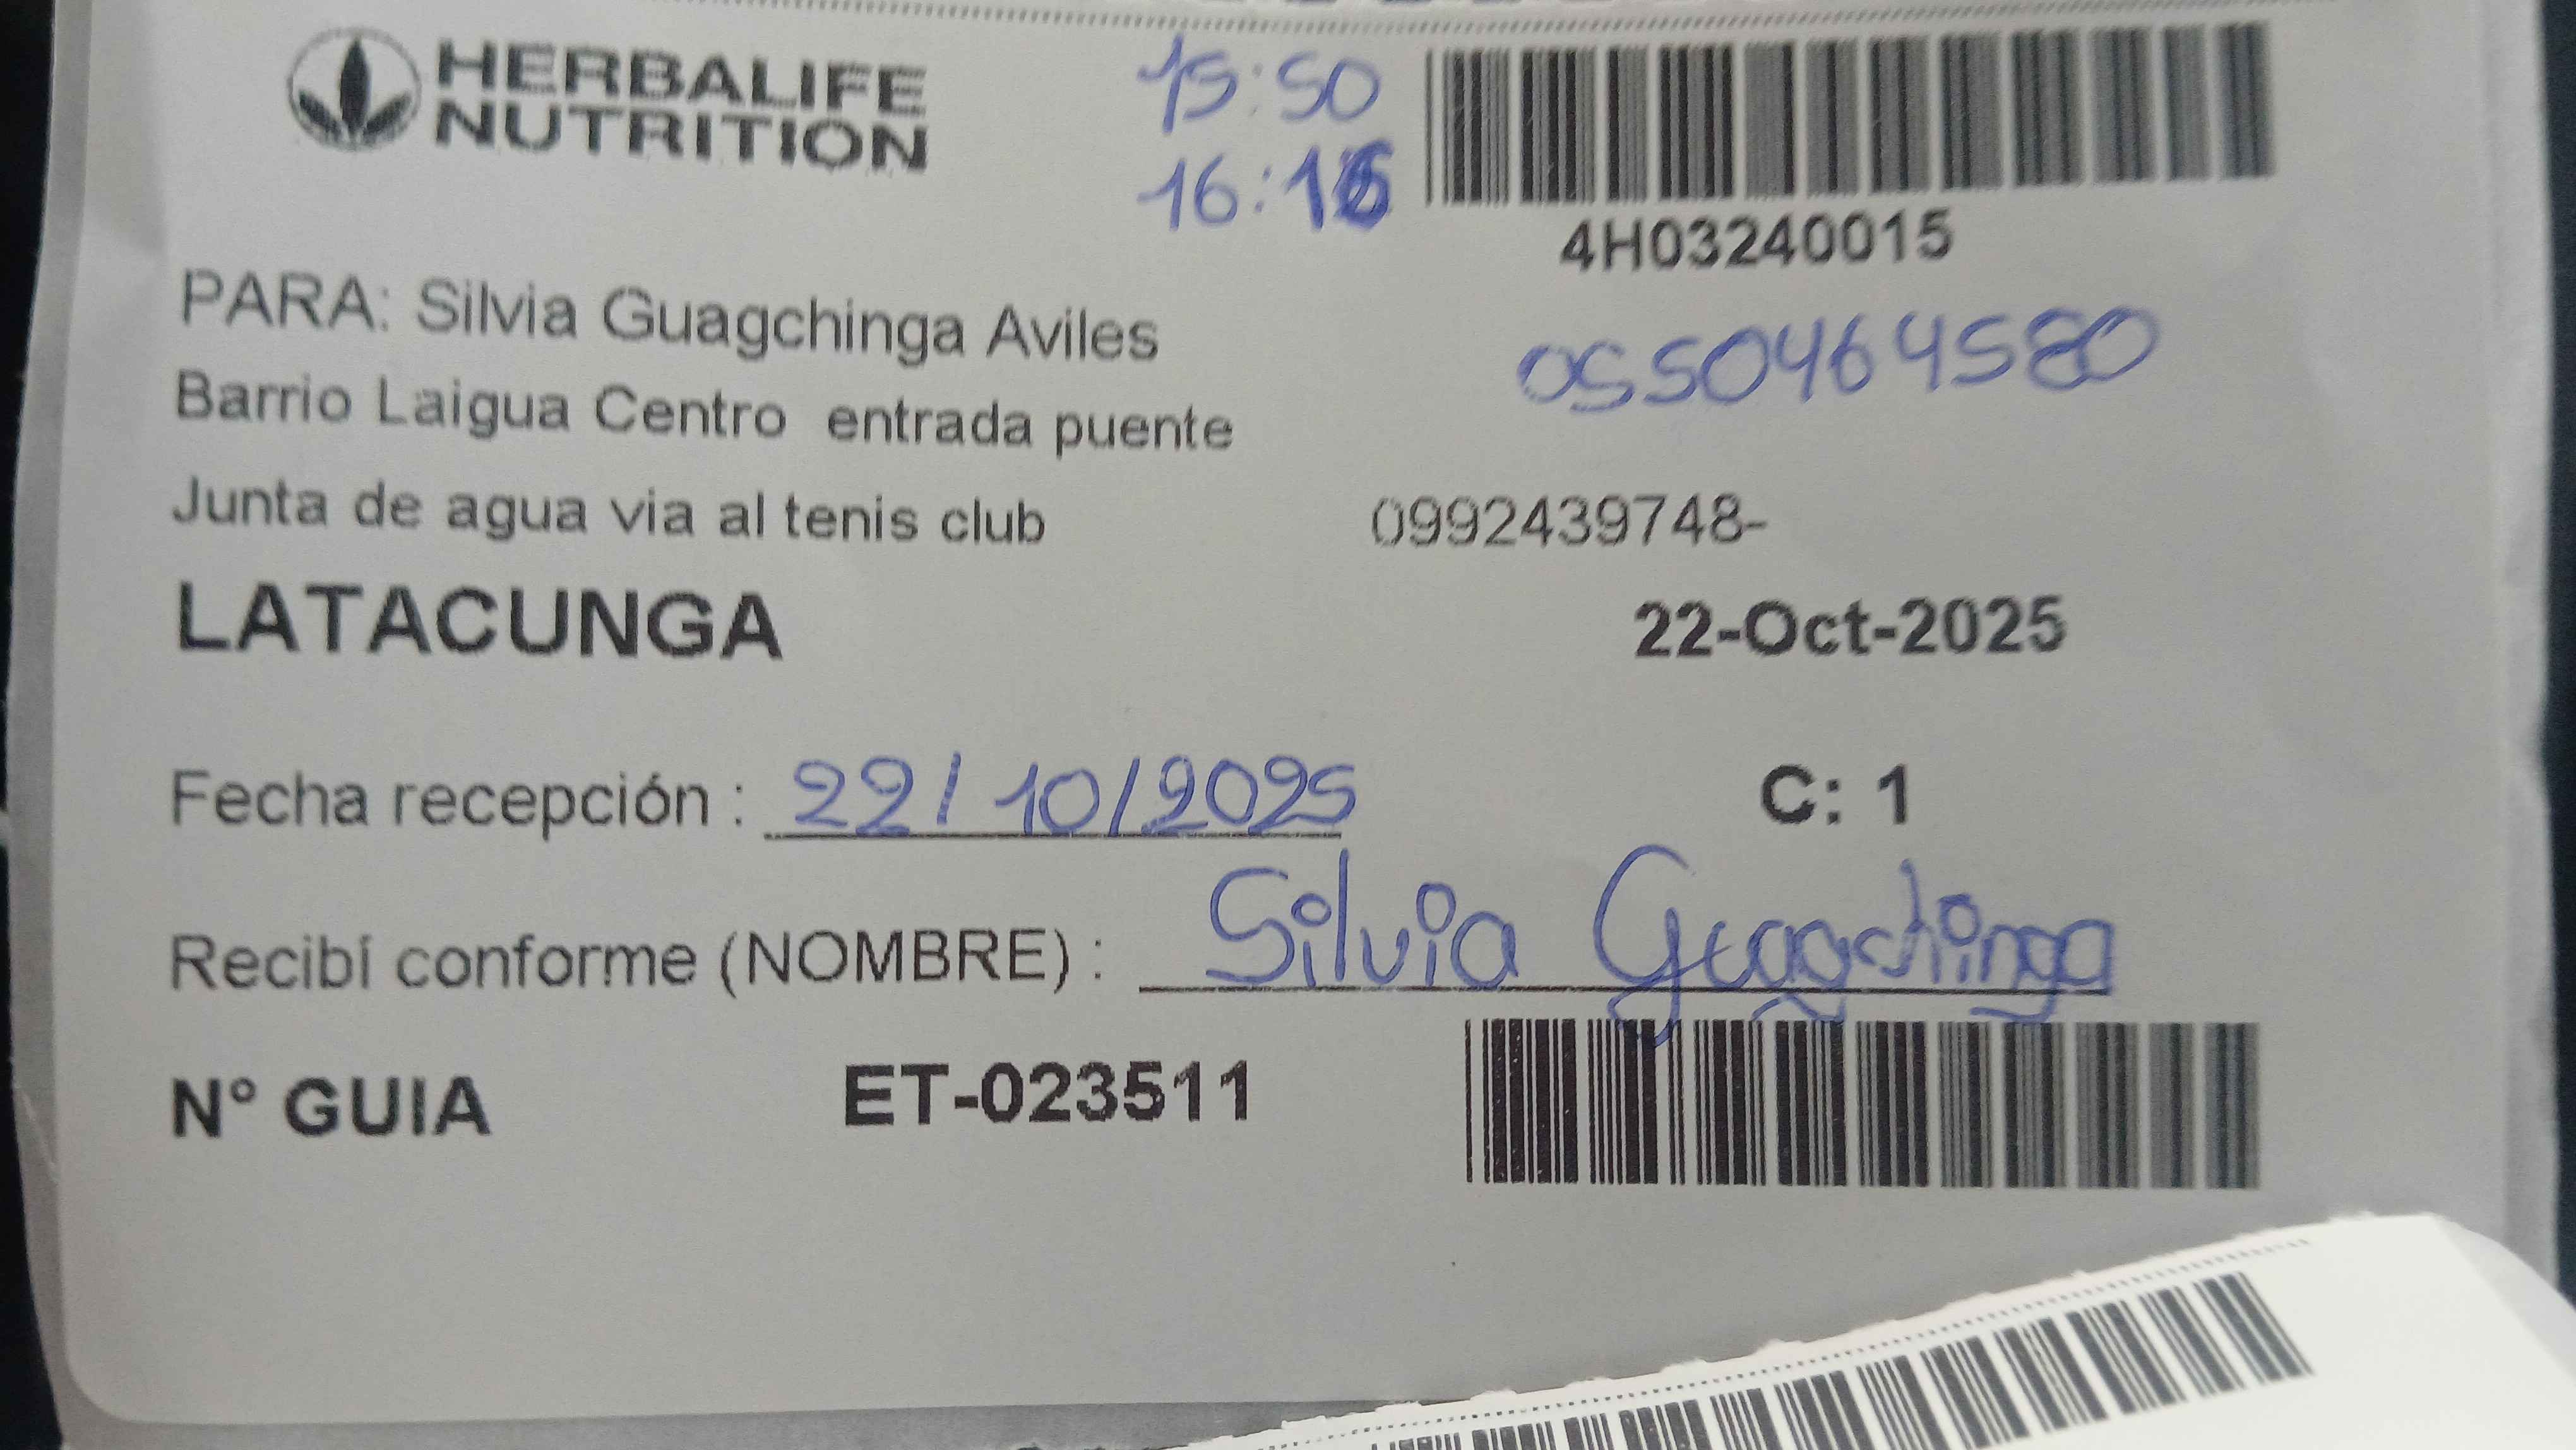 HERBALIFE
NUTRITION
15:50
16:16
4H03240015
PARA: Silvia Guagchinga Aviles
0550464580
Barrio Laigua Centro entrada puente
Junta de agua via al tenis club 0992439748-
LATACUNGA 22-Oct-2025
Fecha recepción : 22/10/2025 C: 1
Recibí conforme (NOMBRE) : Silvia Guagchinga
N° GUIA ET-023511